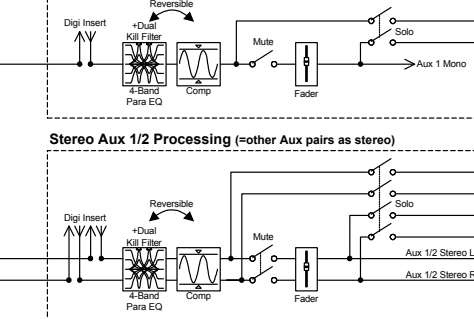 Reversible
Digi Insert
+Dual
Kill Filter
Mute
Solo
Aux 1 Mono
4-Band
Para EQ
Comp
Fader
Stereo Aux 1/2 Processing (=other Aux pairs as stereo)
Reversible
Digi Insert
+Dual
Kill Filter
Mute
Solo
Aux 1/2 Stereo L
Aux 1/2 Stereo R
4-Band
Para EQ
Comp
Fader